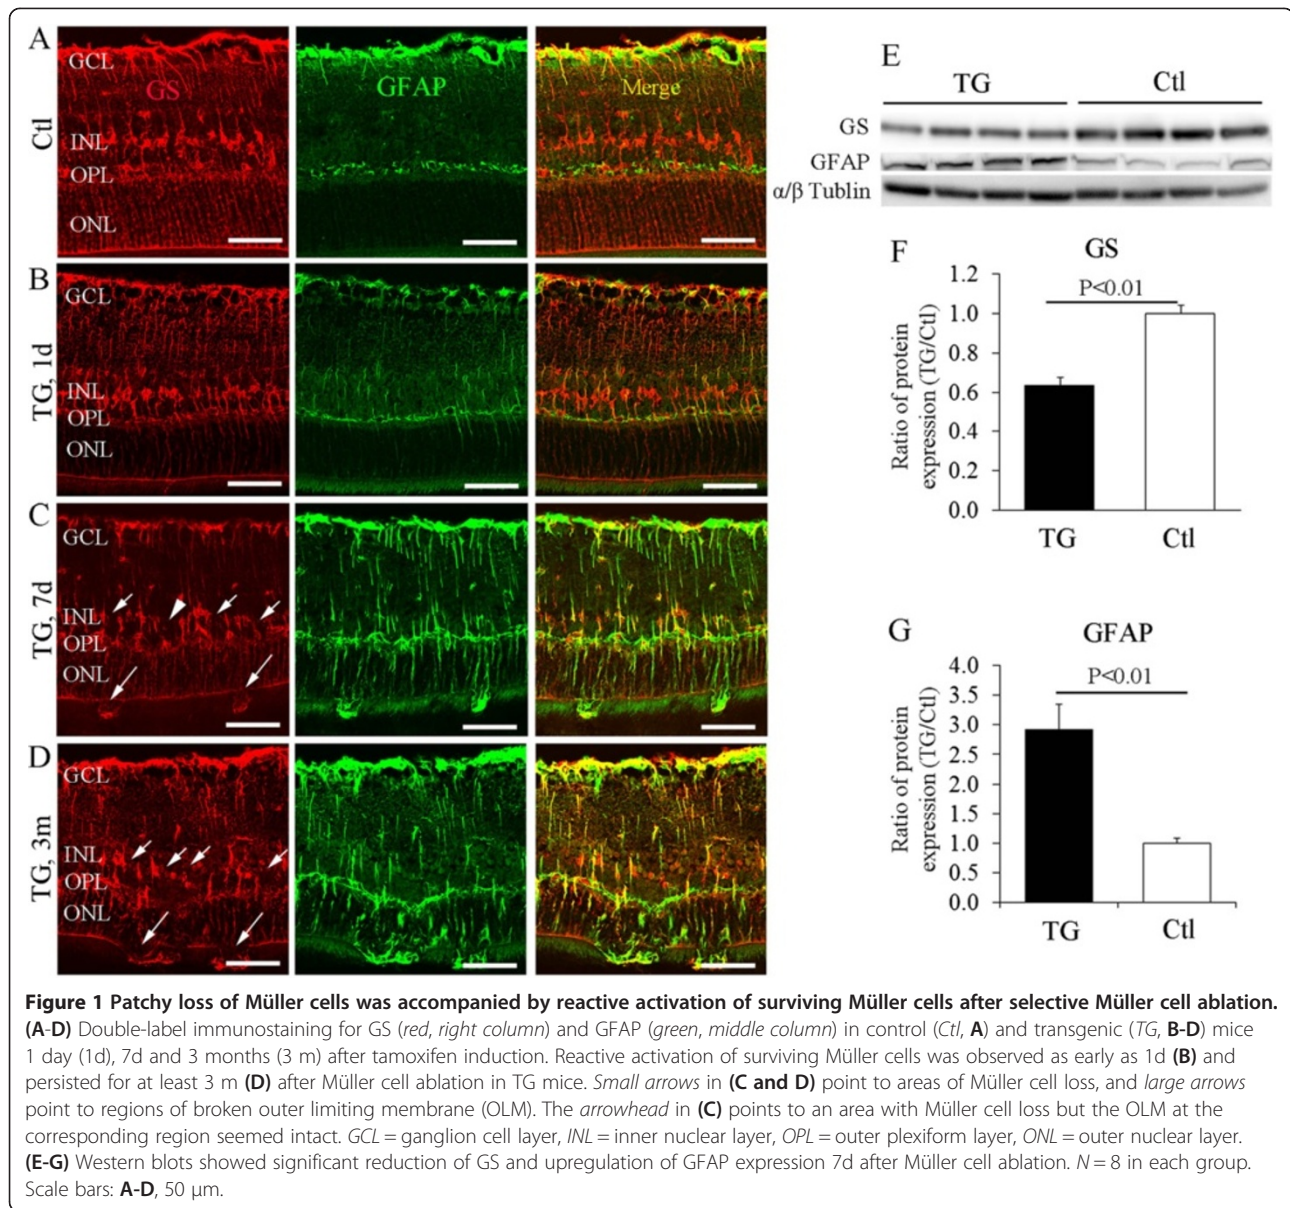 A
Ctl
GCL
INL
OPL
ONL
GS
GFAP
Merge
B
TG, 1d
GCL
INL
OPL
ONL
C
TG, 7d
GCL
INL
OPL
ONL
D
TG, 3m
GCL
INL
OPL
ONL
E
TG Ctl
GS
GFAP
α/β Tublin
F
GS
P<0.01
Ratio of protein
expression (TG/Ctl)
1.2
1.0
0.8
0.6
0.4
0.2
0.0
TG Ctl
G
GFAP
P<0.01
Ratio of protein
expression (TG/Ctl)
4.0
3.5
3.0
2.5
2.0
1.5
1.0
0.5
0.0
TG Ctl
Figure 1 Patchy loss of Müller cells was accompanied by reactive activation of surviving Müller cells after selective Müller cell ablation.
(A-D) Double-label immunostaining for GS (red, right column) and GFAP (green, middle column) in control (Ctl, A) and transgenic (TG, B-D) mice
1 day (1d), 7d and 3 months (3 m) after tamoxifen induction. Reactive activation of surviving Müller cells was observed as early as 1d (B) and
persisted for at least 3 m (D) after Müller cell ablation in TG mice. Small arrows in (C and D) point to areas of Müller cell loss, and large arrows
point to regions of broken outer limiting membrane (OLM). The arrowhead in (C) points to an area with Müller cell loss but the OLM at the
corresponding region seemed intact. GCL = ganglion cell layer, INL = inner nuclear layer, OPL = outer plexiform layer, ONL = outer nuclear layer.
(E-G) Western blots showed significant reduction of GS and upregulation of GFAP expression 7d after Müller cell ablation. N = 8 in each group.
Scale bars: A-D, 50 μm.